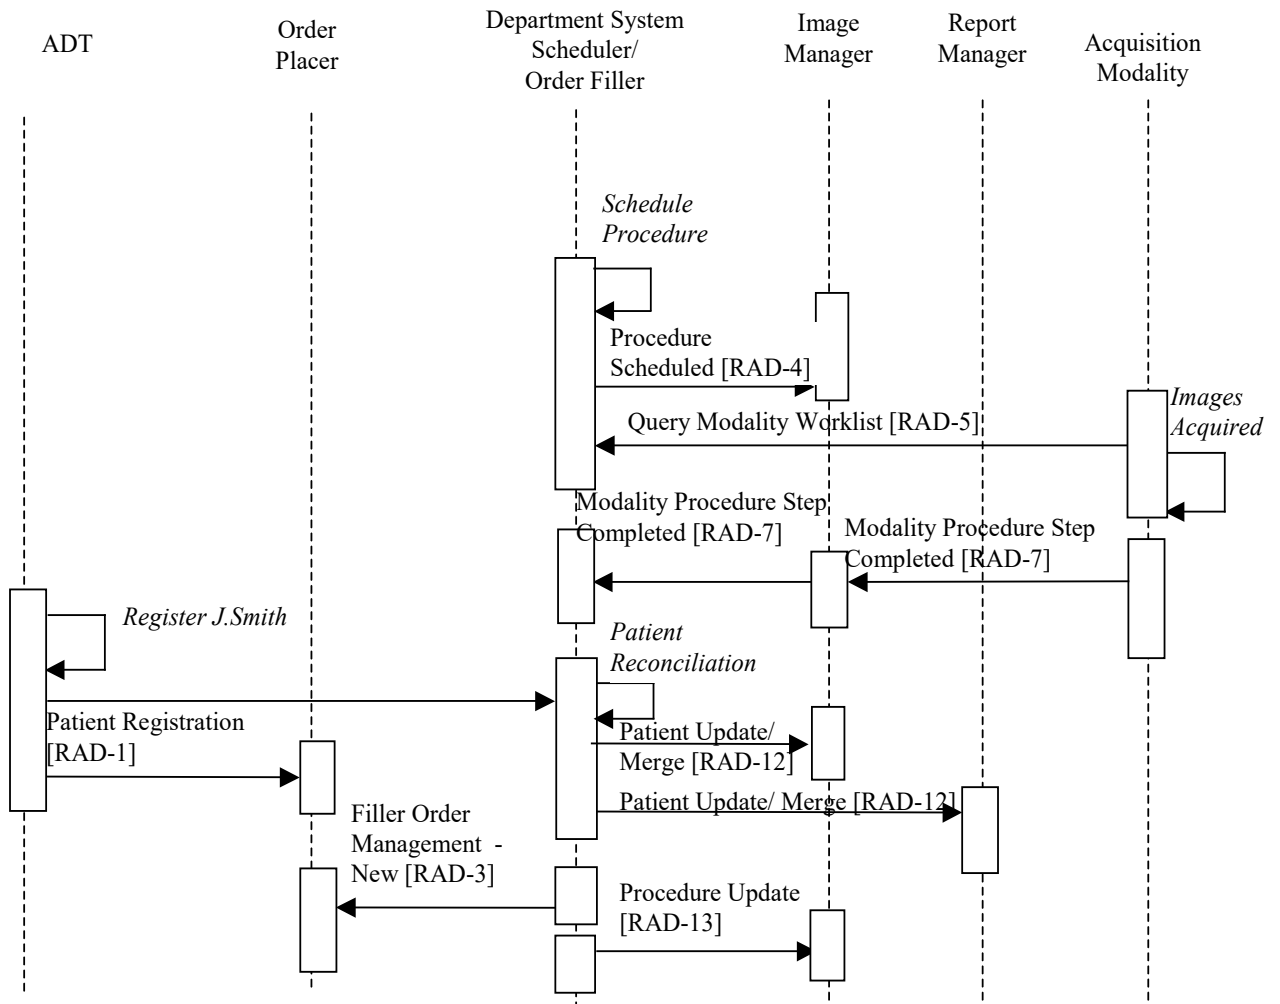 ADT
Order
Placer
Department System
Scheduler/
Order Filler
Image
Manager
Report
Manager
Acquisition
Modality
Schedule
Procedure
Procedure
Scheduled [RAD-4]
Images
Acquired
Query Modality Worklist [RAD-5]
Modality Procedure Step
Completed [RAD-7]
Modality Procedure Step
Completed [RAD-7]
Register J.Smith
Patient
Reconciliation
Patient Registration
[RAD-1]
Patient Update/
Merge [RAD-12]
Patient Update/ Merge [RAD-12]
Filler Order
Management -
New [RAD-3]
Procedure Update
[RAD-13]